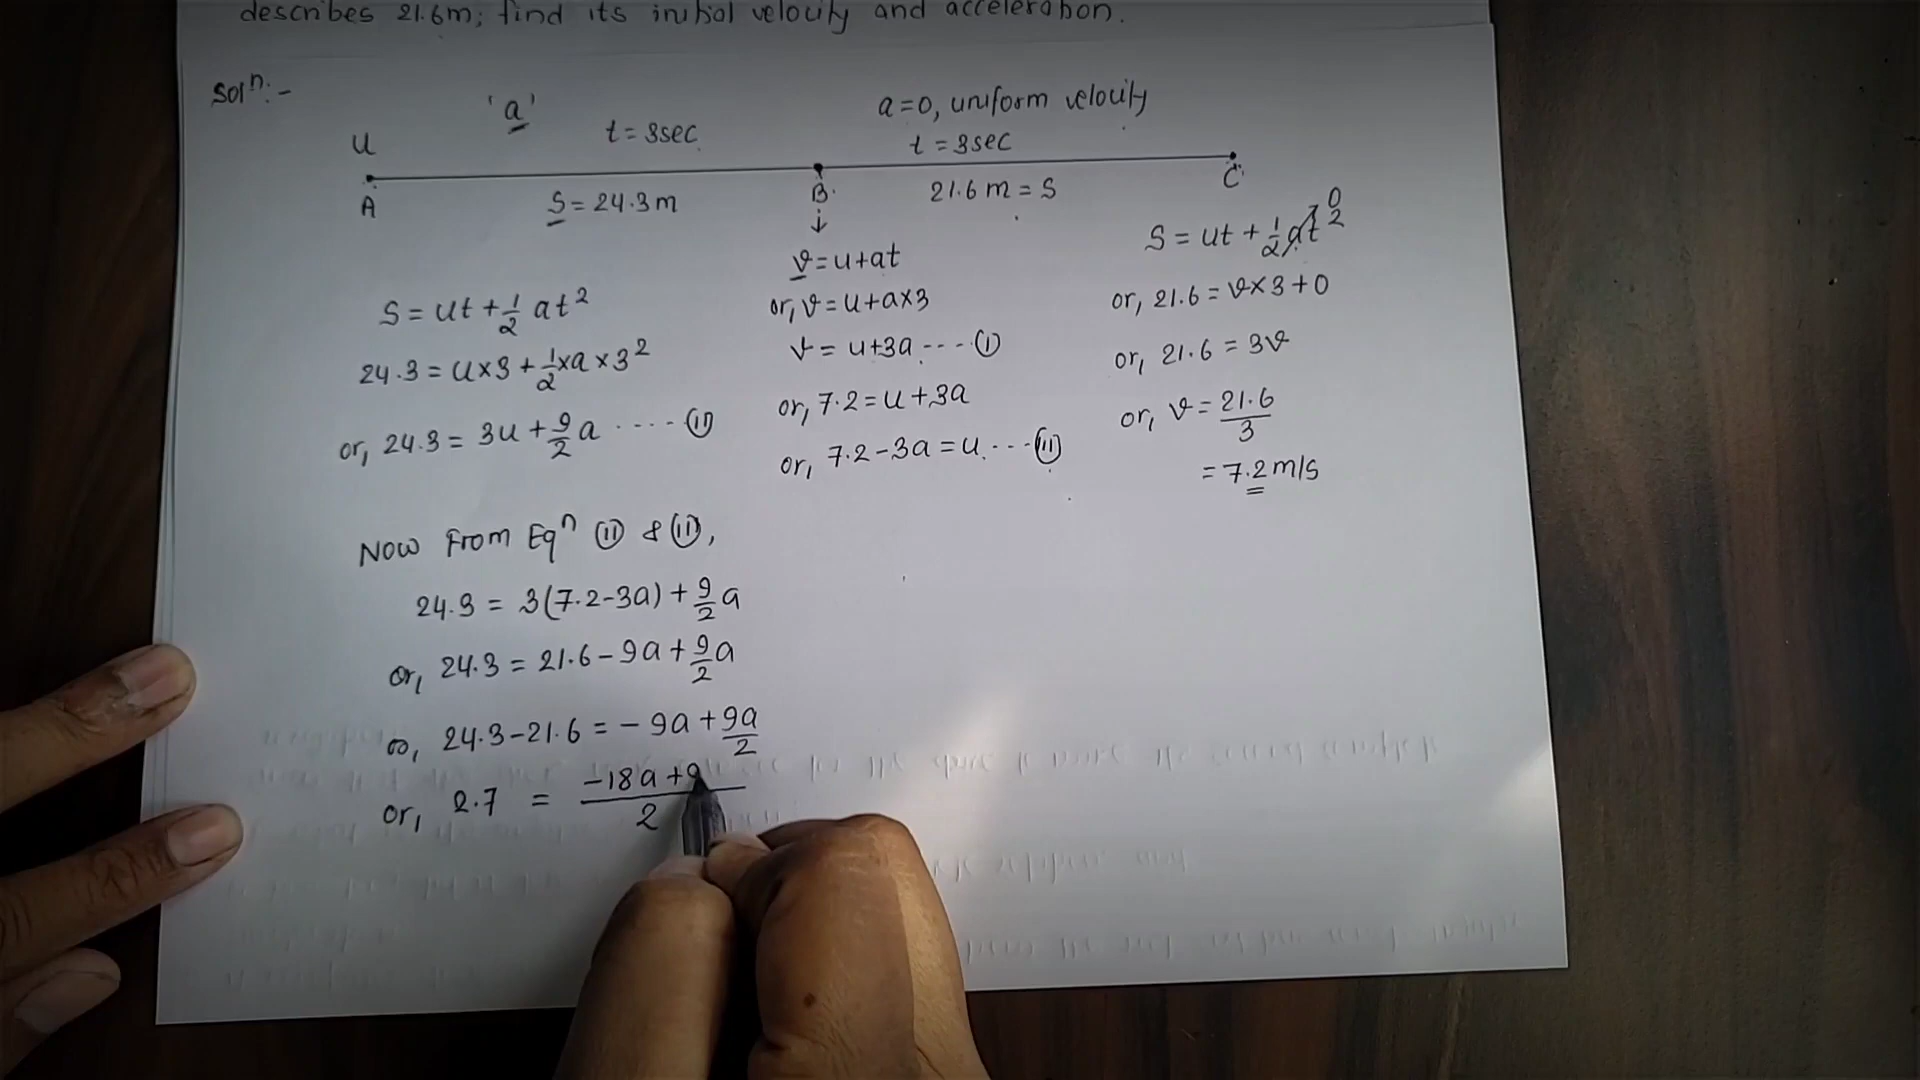 describes 21.6m; find its initial velocity and acceleration.
Solⁿ:-
'a'
t = 3sec
a=0, uniform velocity
t = 3sec
U
A
S = 24.3m
B
↓
21.6 m = S
C
S = ut + 1/2 at²
24.3 = u×3 + 1/2×a×3²
or, 24.3 = 3u + 9/2 a ····· (II)
v = u+at
or, v = u+a×3
v = u+3a ---- (I)
or, 7.2 = u+3a
or, 7.2-3a = u ··· (III)
S = ut + 1/2 at² 0
or, 21.6 = v×3+0
or, 21.6 = 3v
or, v = 21.6/3
= 7.2 m/s
Now From Eqⁿ (II) & (II),
24.3 = 3(7.2-3a) + 9/2 a
or, 24.3 = 21.6 - 9a + 9/2 a
or, 24.3-21.6 = - 9a + 9a/2
or, 2.7 = -18a+9/2